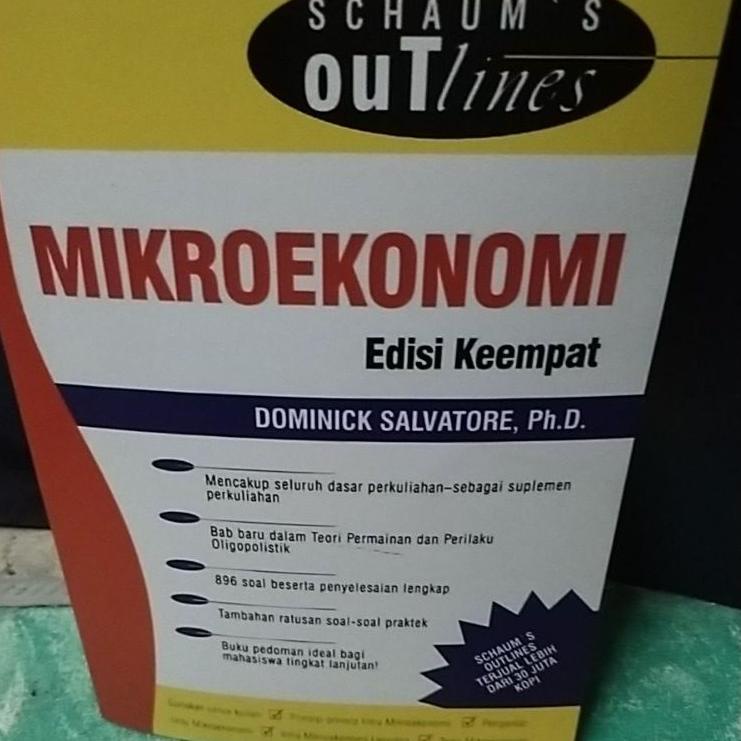 SCHAUM`S
ouTlines
MIKROEKONOMI
Edisi Keempat
DOMINICK SALVATORE, Ph.D.
Mencakup seluruh dasar perkuliahan–sebagai suplemen
perkuliahan
Bab baru dalam Teori Permainan dan Perilaku
Oligopolistik
896 soal beserta penyelesaian lengkap
Tambahan ratusan soal-soal praktek
Buku pedoman ideal bagi
mahasiswa tingkat lanjutan!
SCHAUM`S
OUTLINES
TERJUAL LEBIH
DARI 30 JUTA
KOPI